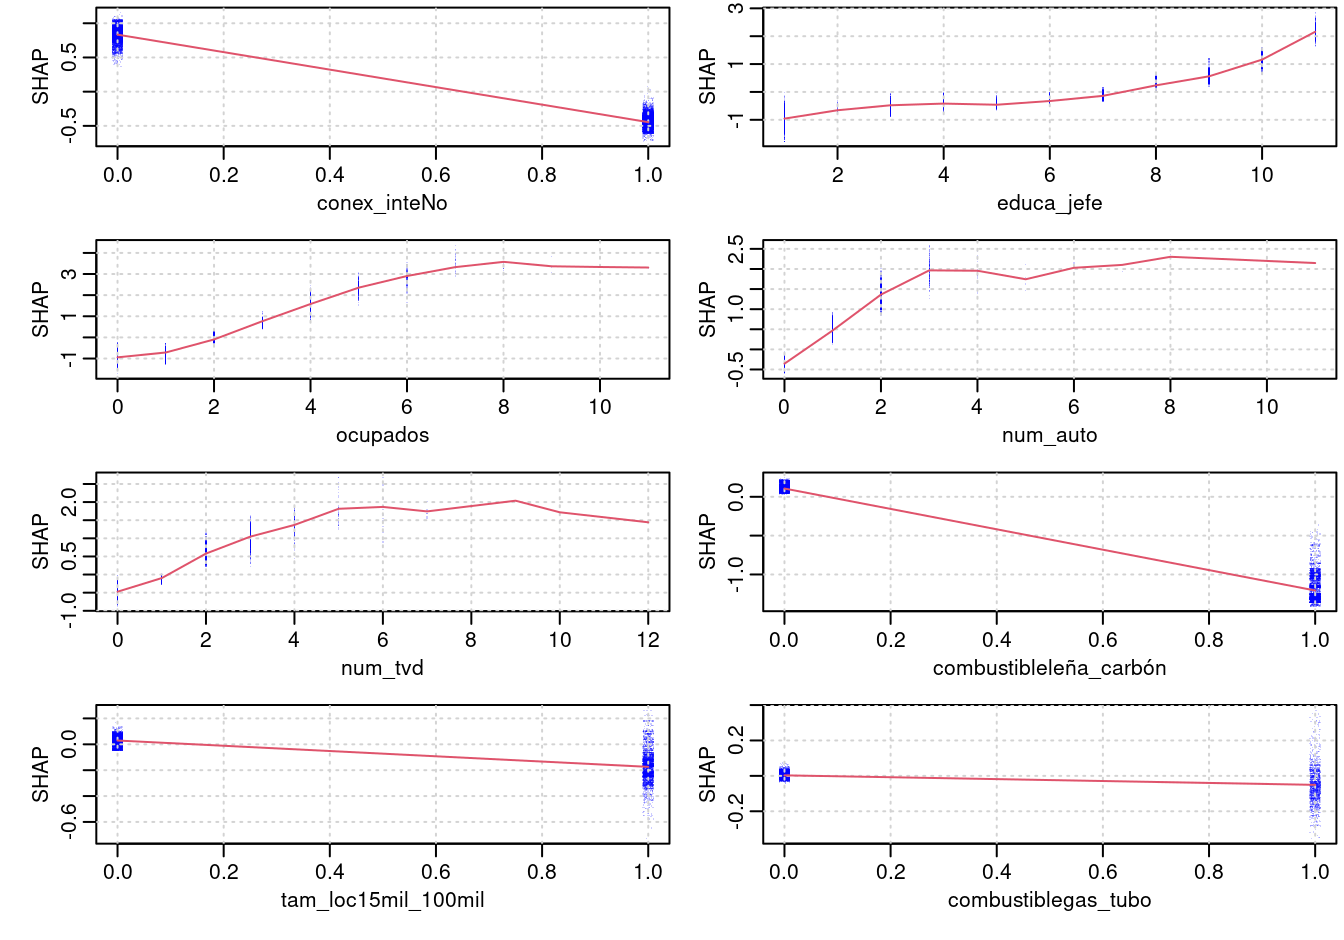 SHAP
0.5
-0.5
0.0 0.2 0.4 0.6 0.8 1.0
conex_inteNo
SHAP
3
1
-1
2 4 6 8 10
educa_jefe
SHAP
3
1
-1
0 2 4 6 8 10
ocupados
SHAP
2.5
1.0
-0.5
0 2 4 6 8 10
num_auto
SHAP
2.0
0.5
-1.0
0 2 4 6 8 10 12
num_tvd
SHAP
0.0
-1.0
0.0 0.2 0.4 0.6 0.8 1.0
combustibleleña_carbón
SHAP
0.0
-0.6
0.0 0.2 0.4 0.6 0.8 1.0
tam_loc15mil_100mil
SHAP
0.2
-0.2
0.0 0.2 0.4 0.6 0.8 1.0
combustiblegas_tubo